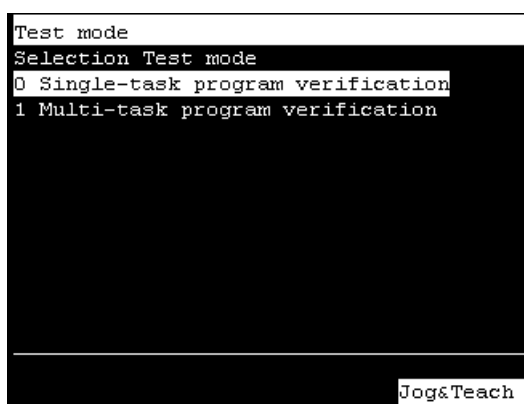 Test mode
Selection Test mode
0 Single-task program verification
1 Multi-task program verification
Jog&Teach